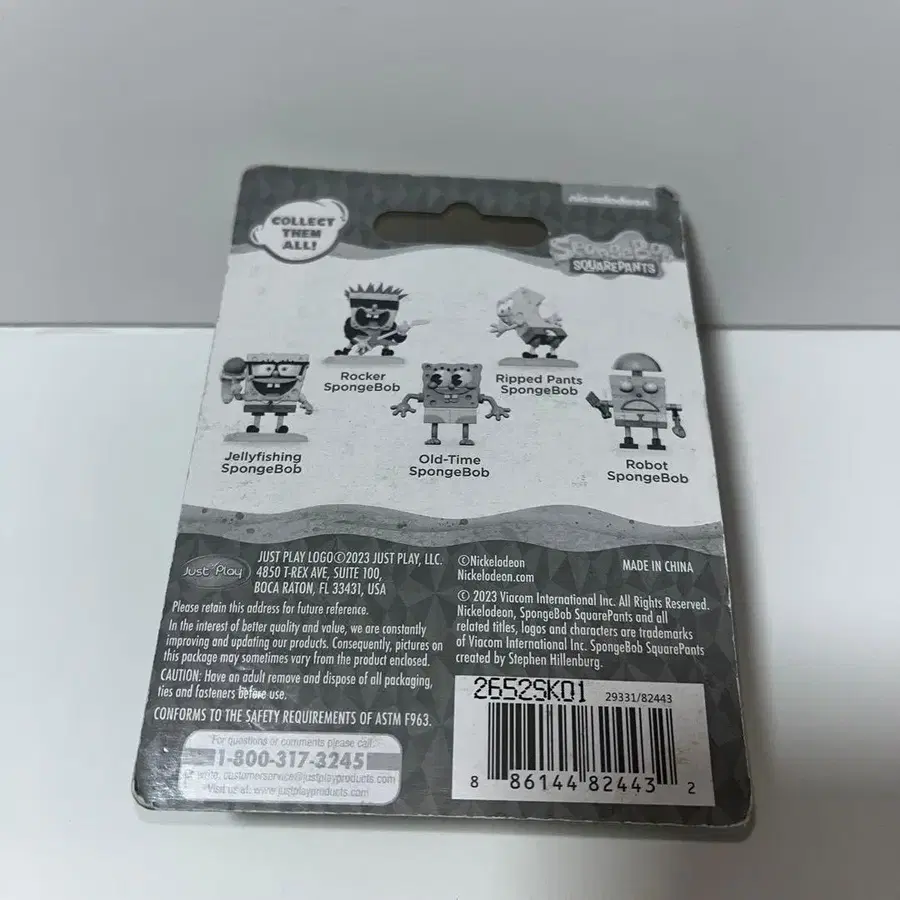 COLLECT
THEM
ALL!
nickelodeon
SpongeBob
SQUAREPANTS
Rocker
SpongeBob
Ripped Pants
SpongeBob
Jellyfishing
SpongeBob
Old-Time
SpongeBob
Robot
SpongeBob
Just Play
JUST PLAY LOGO©2023 JUST PLAY, LLC.
4850 T-REX AVE, SUITE 100,
BOCA RATON, FL 33431, USA
Please retain this address for future reference.
In the interest of better quality and value, we are constantly
improving and updating our products. Consequently, pictures on
this package may sometimes vary from the product enclosed.
CAUTION: Have an adult remove and dispose of all packaging,
ties and fasteners before use.
CONFORMS TO THE SAFETY REQUIREMENTS OF ASTM F963.
For questions or comments please call:
1-800-317-3245
write: customerservice@justplayproducts.com
Visit us at: www.justplayproducts.com
©Nickelodeon
Nickelodeon.com
MADE IN CHINA
© 2023 Viacom International Inc. All Rights Reserved.
Nickelodeon, SpongeBob SquarePants and all
related titles, logos and characters are trademarks
of Viacom International Inc. SpongeBob SquarePants
created by Stephen Hillenburg.
2652SK01 29331/82443
8 86144 82443 2